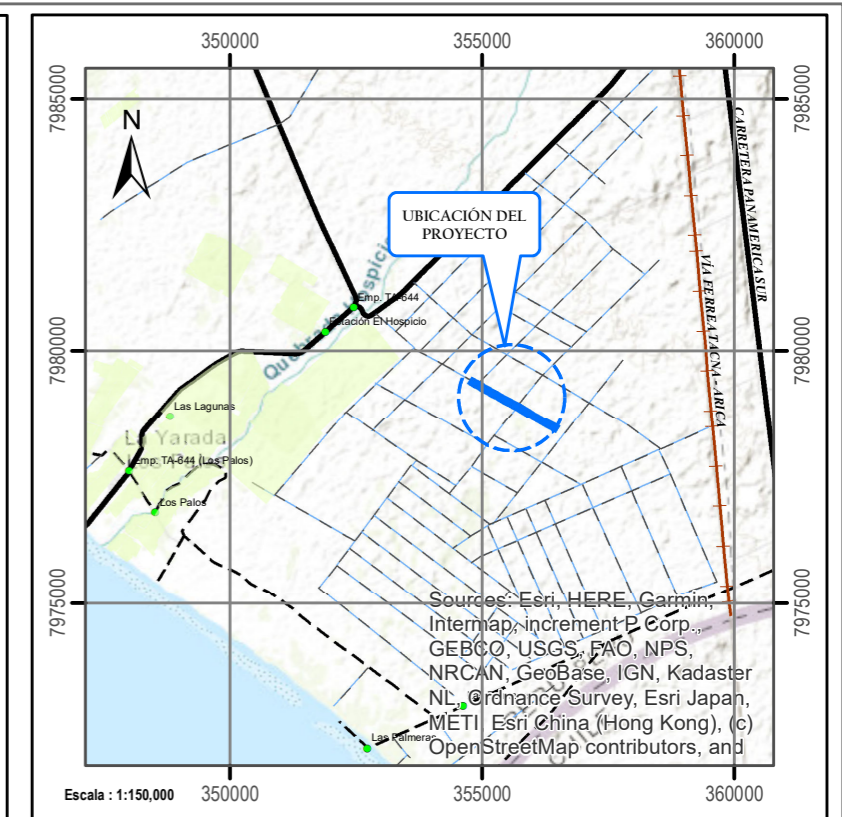 350000
355000
360000
7985000
7985000
N
CARRETERA PANAMERICA SUR
UBICACIÓN DEL
PROYECTO
VÍA FERREA TACNA - ARICA
Quebrada Hospicio
Emp. TA-644
Estación El Hospicio
7980000
7980000
Las Lagunas
La Yarada
Emp. TA-644 (Los Palos)
Los Palos
7975000
7975000
Sources: Esri, HERE, Garmin,
Intermap, increment P Corp.,
GEBCO, USGS, FAO, NPS,
NRCAN, GeoBase, IGN, Kadaster
NL, Ordnance Survey, Esri Japan,
METI, Esri China (Hong Kong), (c)
OpenStreetMap contributors, and
Las Palmeras
Escala : 1:150,000
350000
355000
360000